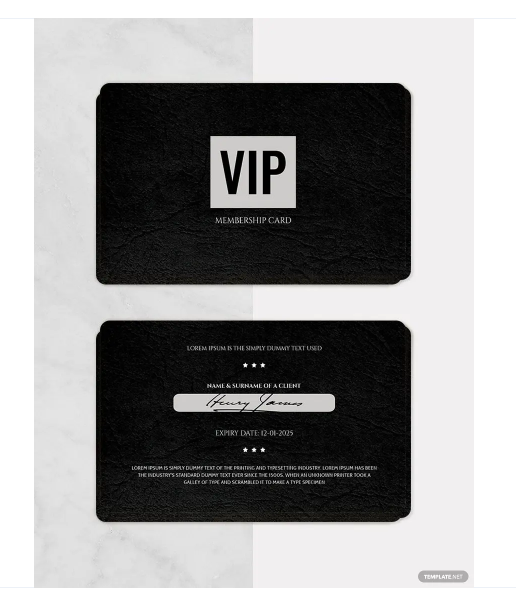 VIP
MEMBERSHIP CARD
LOREM IPSUM IS THE SIMPLY DUMMY TEXT USED
NAME & SURNAME OF A CLIENT
Henry James
EXPIRY DATE: 12-01-2025
LOREM IPSUM IS SIMPLY DUMMY TEXT OF THE PRINTING AND TYPESETTING INDUSTRY. LOREM IPSUM HAS BEEN
THE INDUSTRY'S STANDARD DUMMY TEXT EVER SINCE THE 1500S, WHEN AN UNKNOWN PRINTER TOOK A
GALLEY OF TYPE AND SCRAMBLED IT TO MAKE A TYPE SPECIMEN
TEMPLATE.NET